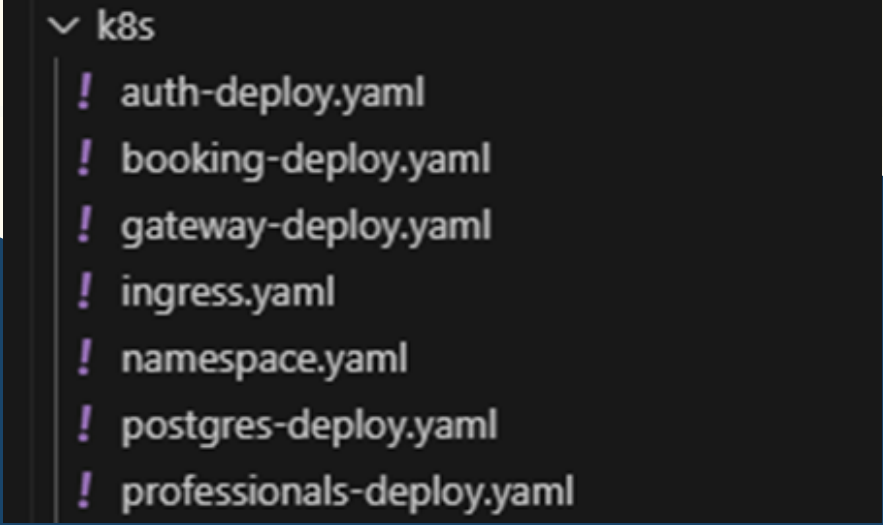 k8s
! auth-deploy.yaml
! booking-deploy.yaml
! gateway-deploy.yaml
! ingress.yaml
! namespace.yaml
! postgres-deploy.yaml
! professionals-deploy.yaml